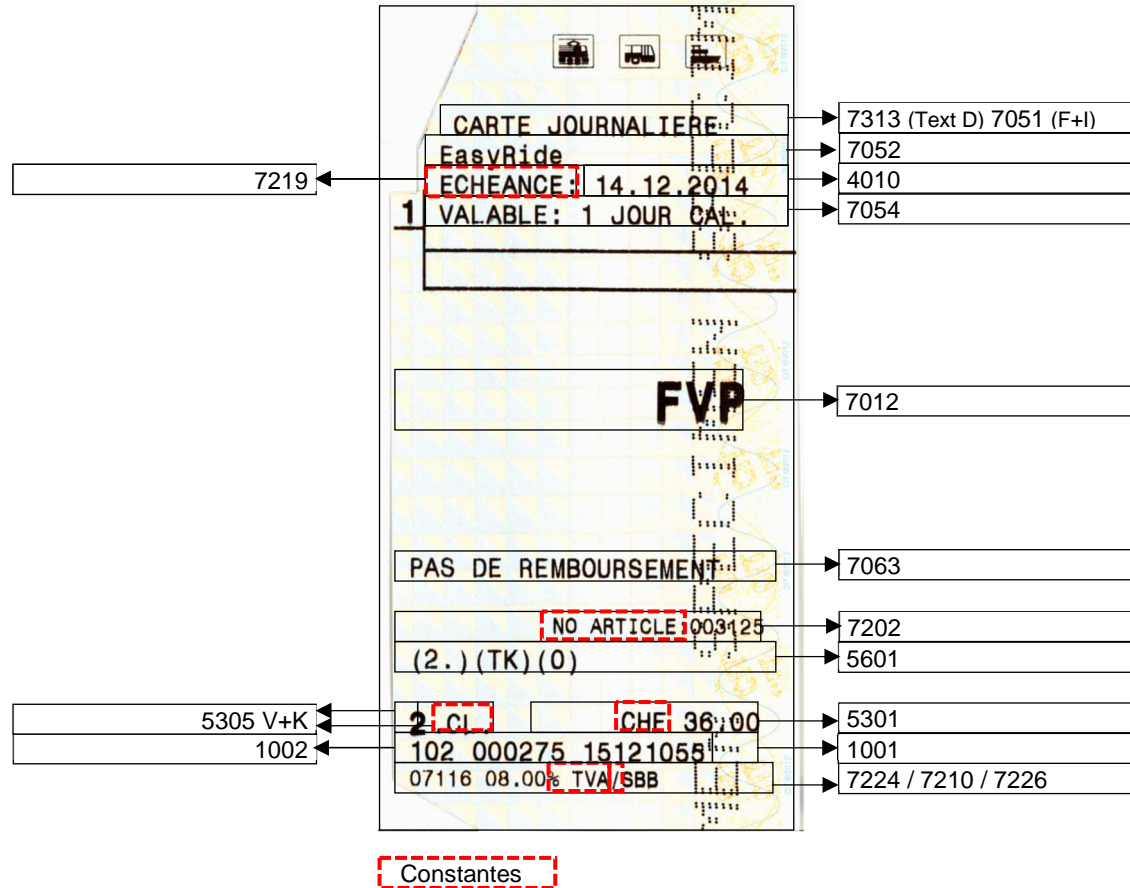 CARTE JOURNALIERE
7313 (Text D) 7051 (F+I)
EasyRide
7052
7219
ECHEANCE: 14.12.2014
4010
1 VALABLE: 1 JOUR CAL.
7054
FVP
7012
PAS DE REMBOURSEMENT
7063
NO ARTICLE:003125
7202
(2.)(TK)(0)
5601
5305 V+K
2 CL.
CHF 36.00
5301
1002
102 000275 15121055
1001
07116 08.00% TVA/SBB
7224 / 7210 / 7226
Constantes